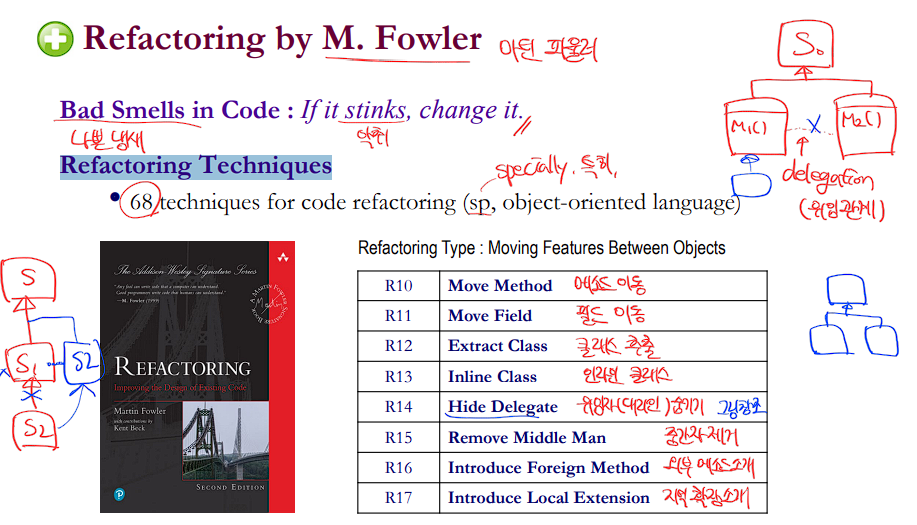 Refactoring by M. Fowler
마틴 파울러
Bad Smells in Code : If it stinks, change it.
나쁜 냄새
악취
Refactoring Techniques
specially. 특히,
• 68 techniques for code refactoring (sp, object-oriented language)
S0
M1()
X
M2()
delegation
(위임관계)
S
S1
S2
S2
The Addison Wesley Signature Series
"Any fool can write code that a computer can understand.
Good programmers write code that humans can understand."
—M. Fowler (1999)
REFACTORING
Improving the Design of Existing Code
Martin Fowler
with contributions by
Kent Beck
SECOND EDITION
Refactoring Type : Moving Features Between Objects
R10 Move Method 메소드 이동
R11 Move Field 필드 이동
R12 Extract Class 클래스 추출
R13 Inline Class 인라인 클래스
R14 Hide Delegate 위임자(대리인)숨기기 그림참조
R15 Remove Middle Man 중간자 제거
R16 Introduce Foreign Method 외부 메소드 소개
R17 Introduce Local Extension 지역 확장 소개